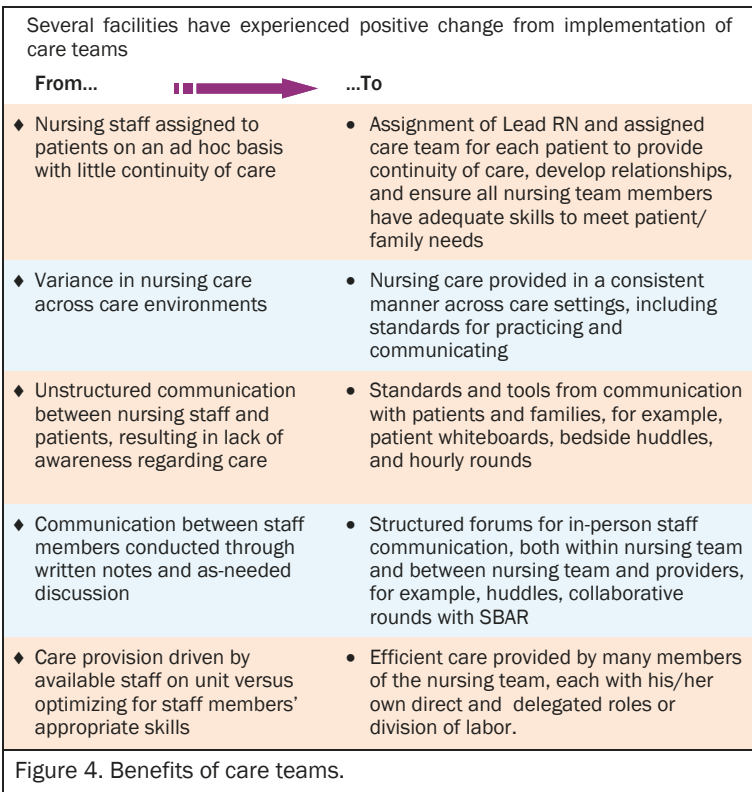 Several facilities have experienced positive change from implementation of
care teams
From...
...To
♦ Nursing staff assigned to
patients on an ad hoc basis
with little continuity of care
• Assignment of Lead RN and assigned
care team for each patient to provide
continuity of care, develop relationships,
and ensure all nursing team members
have adequate skills to meet patient/
family needs
♦ Variance in nursing care
across care environments
• Nursing care provided in a consistent
manner across care settings, including
standards for practicing and
communicating
♦ Unstructured communication
between nursing staff and
patients, resulting in lack of
awareness regarding care
• Standards and tools from communication
with patients and families, for example,
patient whiteboards, bedside huddles,
and hourly rounds
♦ Communication between staff
members conducted through
written notes and as-needed
discussion
• Structured forums for in-person staff
communication, both within nursing team
and between nursing team and providers,
for example, huddles, collaborative
rounds with SBAR
♦ Care provision driven by
available staff on unit versus
optimizing for staff members'
appropriate skills
• Efficient care provided by many members
of the nursing team, each with his/her
own direct and delegated roles or
division of labor.
Figure 4. Benefits of care teams.